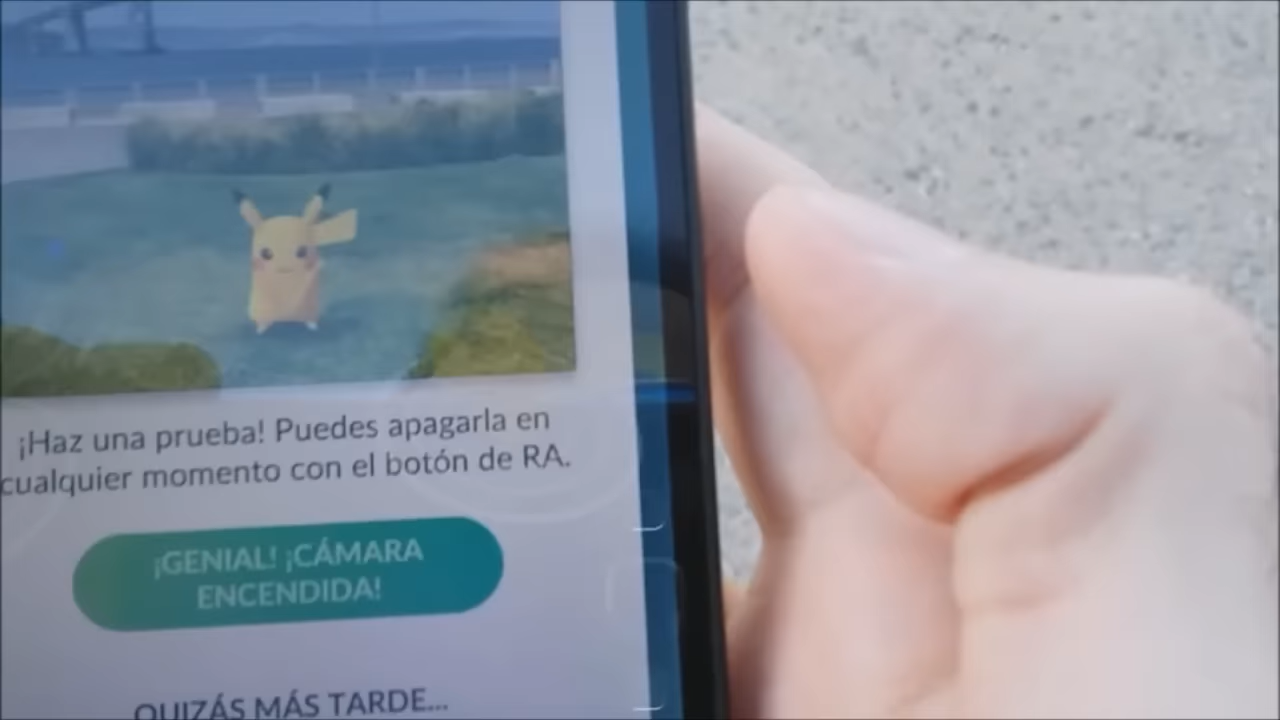 ¡Haz una prueba! Puedes apagarla en
cualquier momento con el botón de RA.
¡GENIAL! ¡CÁMARA
ENCENDIDA!
QUIZÁS MÁS TARDE...